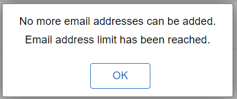 No more email addresses can be added.
Email address limit has been reached.
OK